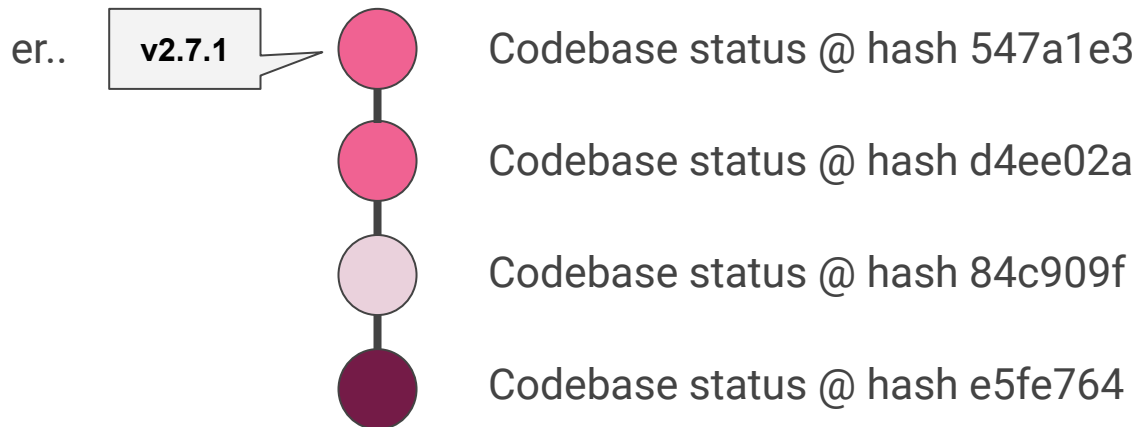 er.. v2.7.1 Codebase status @ hash 547a1e3
Codebase status @ hash d4ee02a
Codebase status @ hash 84c909f
Codebase status @ hash e5fe764